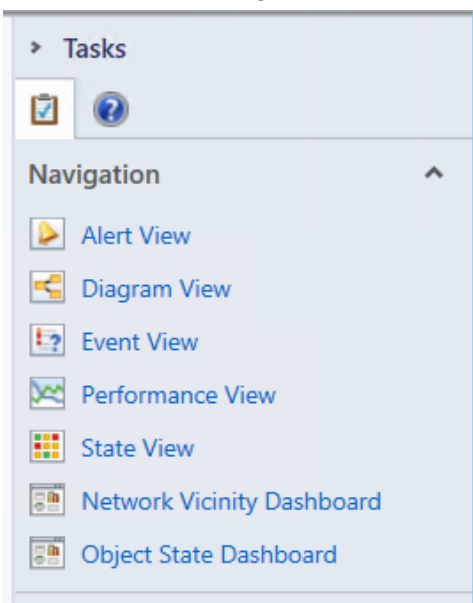 Tasks
Navigation
Alert View
Diagram View
Event View
Performance View
State View
Network Vicinity Dashboard
Object State Dashboard